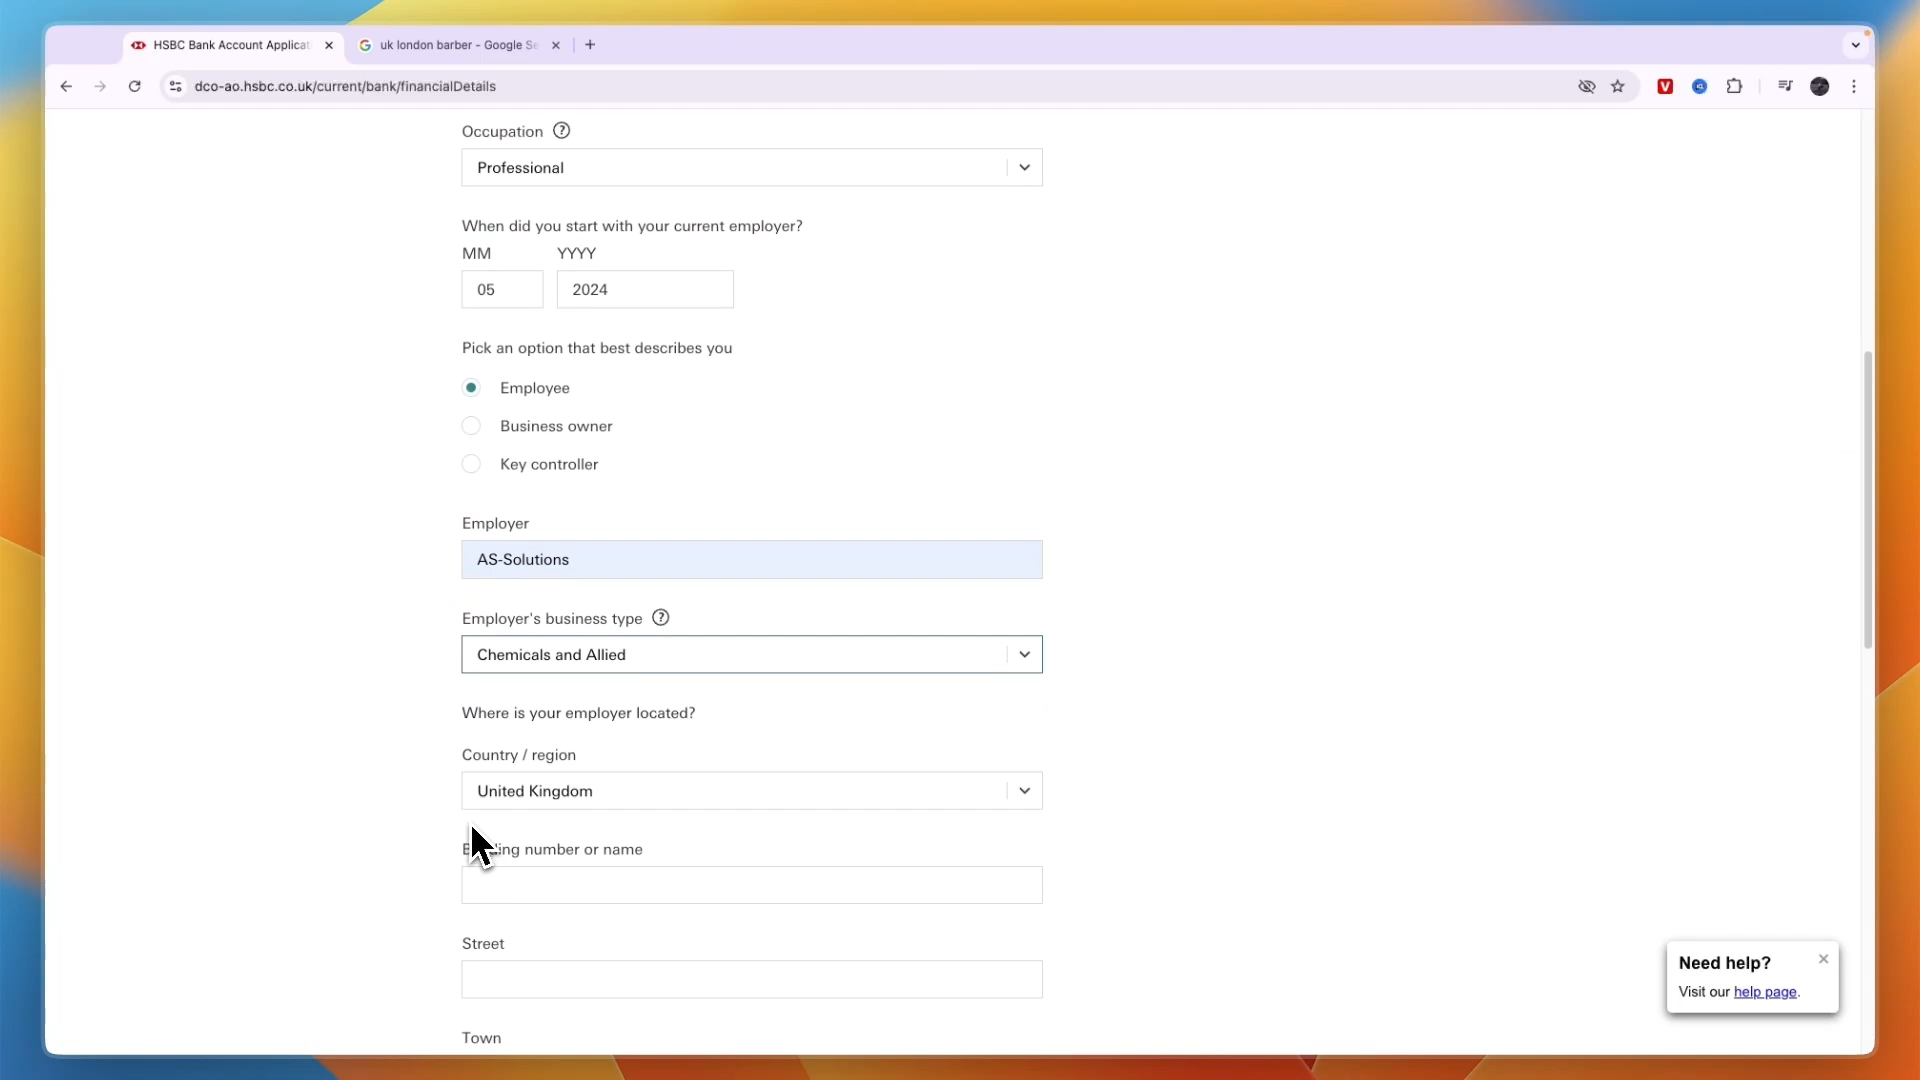 HSBC Bank Account Applicat
uk london barber - Google Se
dco-ao.hsbc.co.uk/current/bank/financialDetails
Occupation
Professional
When did you start with your current employer?
MM YYYY
05 2024
Pick an option that best describes you
Employee
Business owner
Key controller
Employer
AS-Solutions
Employer's business type
Chemicals and Allied
Where is your employer located?
Country / region
United Kingdom
number or name
Street
Need help?
Visit our help page.
Town